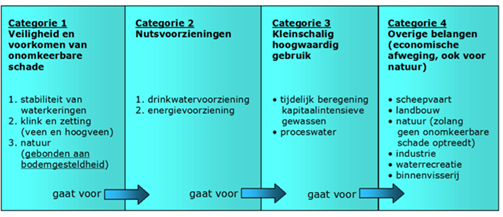 Categorie 1
Veiligheid en
voorkomen van
onomkeerbare
schade
1. stabiliteit van
waterkeringen
2. klink en zetting
(veen en hoogveen)
3. natuur
(gebonden aan
bodemgesteldheid)
gaat voor
Categorie 2
Nutsvoorzieningen
1. drinkwatervoorziening
2. energievoorziening
gaat voor
Categorie 3
Kleinschalig
hoogwaardig
gebruik
• tijdelijk beregening
kapitaalintensieve
gewassen
• proceswater
gaat voor
Categorie 4
Overige belangen
(economische
afweging, ook voor
natuur)
• scheepvaart
• landbouw
• natuur (zolang
geen onomkeerbare
schade optreedt)
• industrie
• waterrecreatie
• binnenvisserij